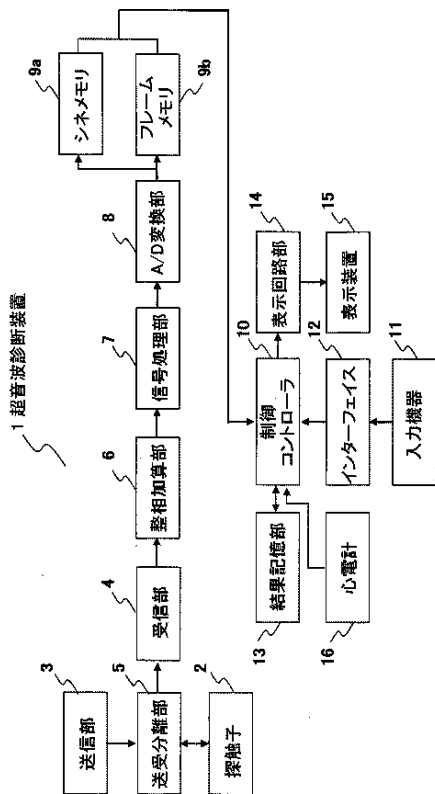 1 超音波診断装置
3
送信部
5
送受分離部
2
探触子
4
受信部
6
整相加算部
7
信号処理部
8
A/D変換部
9a
シネメモリ
フレーム
メモリ
9b
13
結果記憶部
16
心電計
10
制御
コントローラ
12
インターフェイス
11
入力機器
14
表示回路部
15
表示装置